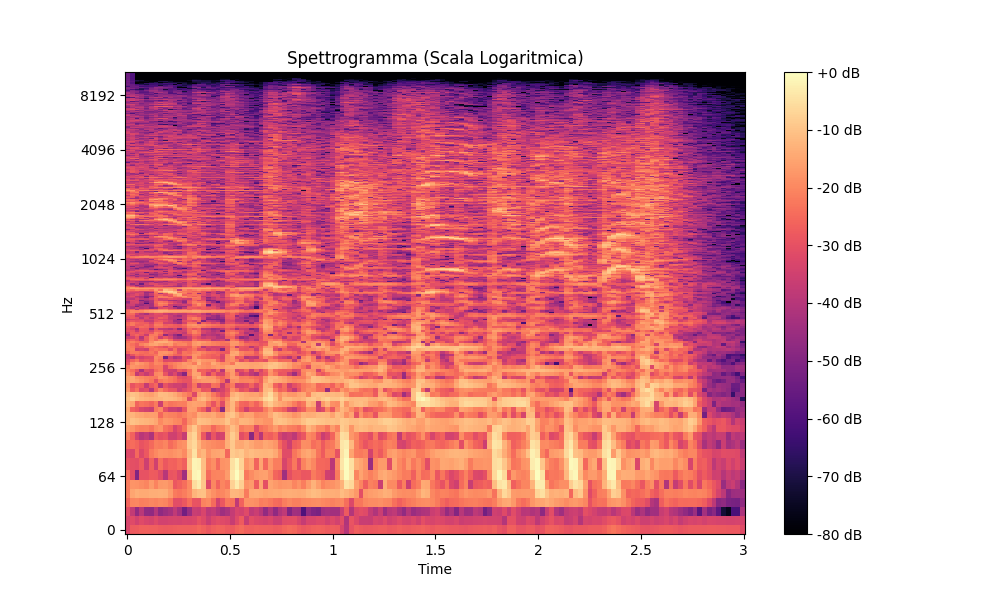 Spettrogramma (Scala Logaritmica)
Hz
8192
4096
2048
1024
512
256
128
64
0
0 0.5 1 1.5 2 2.5 3
Time
+0 dB
-10 dB
-20 dB
-30 dB
-40 dB
-50 dB
-60 dB
-70 dB
-80 dB